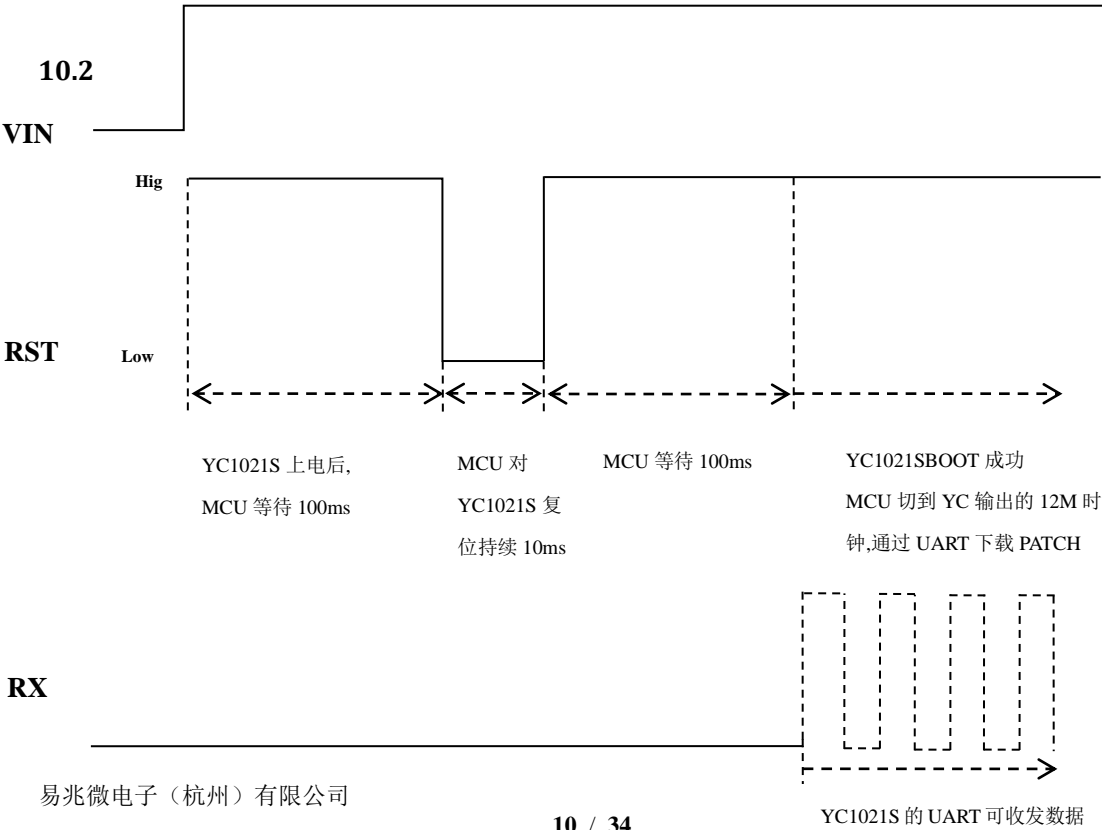 10.2
VIN
Hig
RST
Low
YC1021S 上电后,
MCU 等待 100ms
MCU 对
YC1021S 复
位持续 10ms
MCU 等待 100ms
YC1021SBOOT 成功
MCU 切到 YC 输出的 12M 时
钟,通过 UART 下载 PATCH
RX
易兆微电子（杭州）有限公司
10 / 34
YC1021S 的 UART 可收发数据